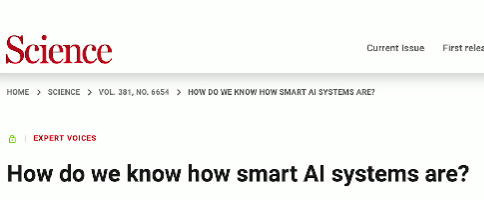 Science
Current Issue First relea
HOME > SCIENCE > VOL. 381, NO. 6654 > HOW DO WE KNOW HOW SMART AI SYSTEMS ARE?
EXPERT VOICES
How do we know how smart AI systems are?